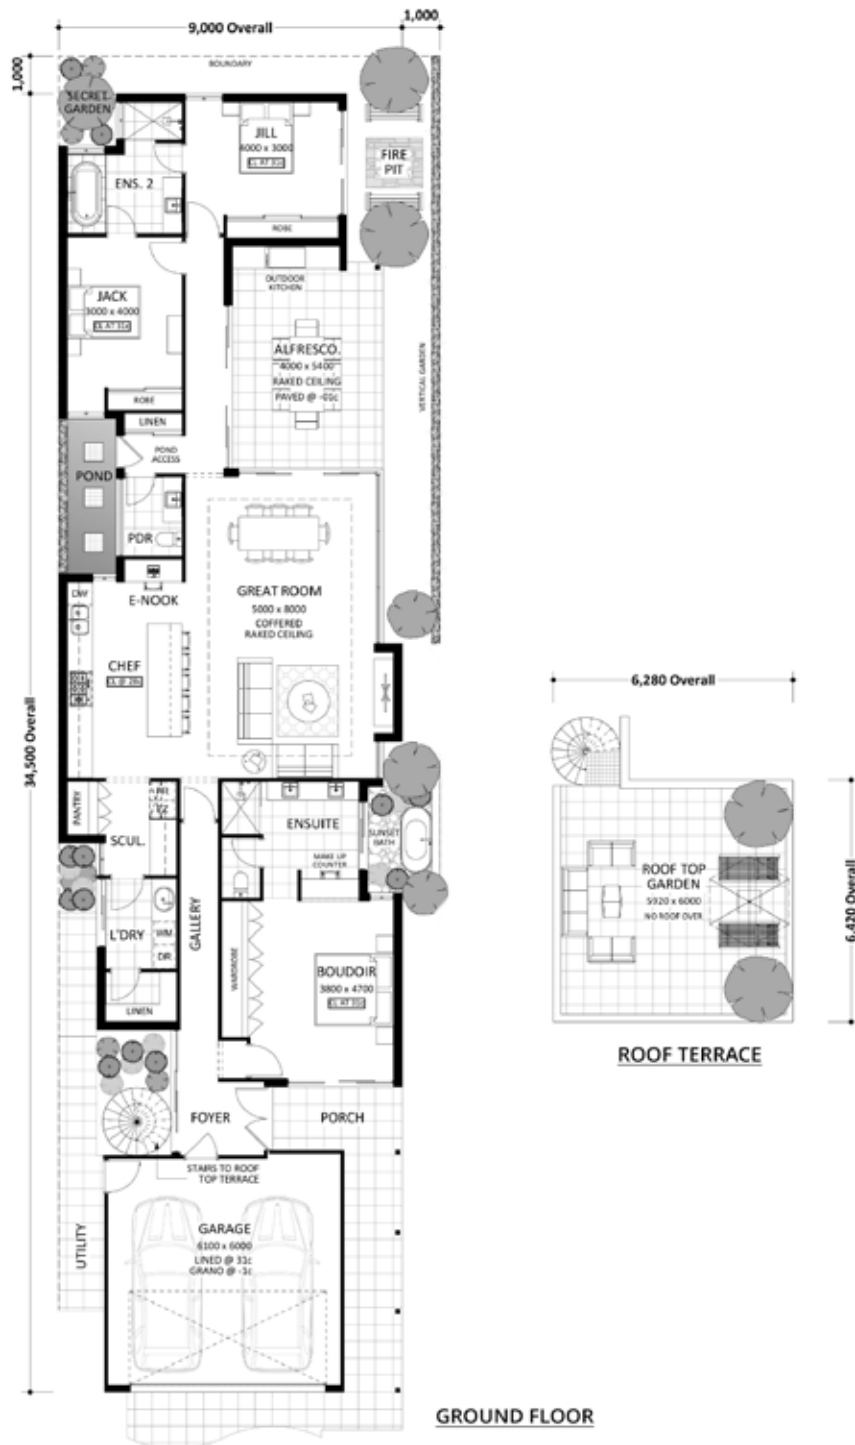 9,000 Overall
1,000
1,000
BOUNDARY
SECRET
GARDEN
JILL
4000 x 3000
FIRE
PIT
ENS. 2
ROBE
OUTDOOR
KITCHEN
JACK
3000 x 4000
ALFRESCO.
4000 x 5400
RAKED CEILING
PAVED @ -01c
VERTICAL GARDEN
ROBE
LINEN
POND
ACCESS
POND
PDR
E-NOOK
DW
GREAT ROOM
5000 x 8000
COFFERED
RAKED CEILING
CHEF
34,500 Overall
PANTRY
FR
FZ
SCUL.
ENSUITE
SUNSET
BATH
MAKE UP
COUNTER
GALLERY
L'DRY
WM
DR
WARDROBE
BOUDOIR
3800 x 4700
LINEN
FOYER
PORCH
STAIRS TO ROOF
TOP TERRACE
UTILITY
GARAGE
6100 x 6000
LINED @ 31c
GRANO @ -1c
GROUND FLOOR
6,280 Overall
ROOF TOP
GARDEN
5920 x 6000
NO ROOF OVER
6,420 Overall
ROOF TERRACE